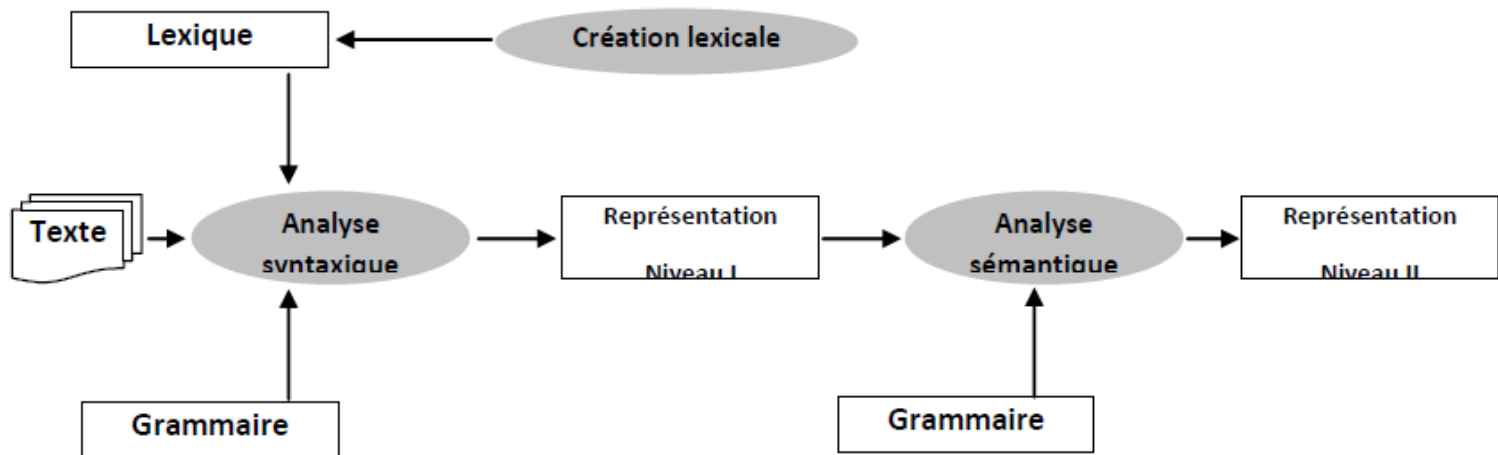 Lexique
Création lexicale
Texte
Analyse
syntaxique
Représentation
Niveau I
Analyse
sémantique
Représentation
Niveau II
Grammaire
Grammaire